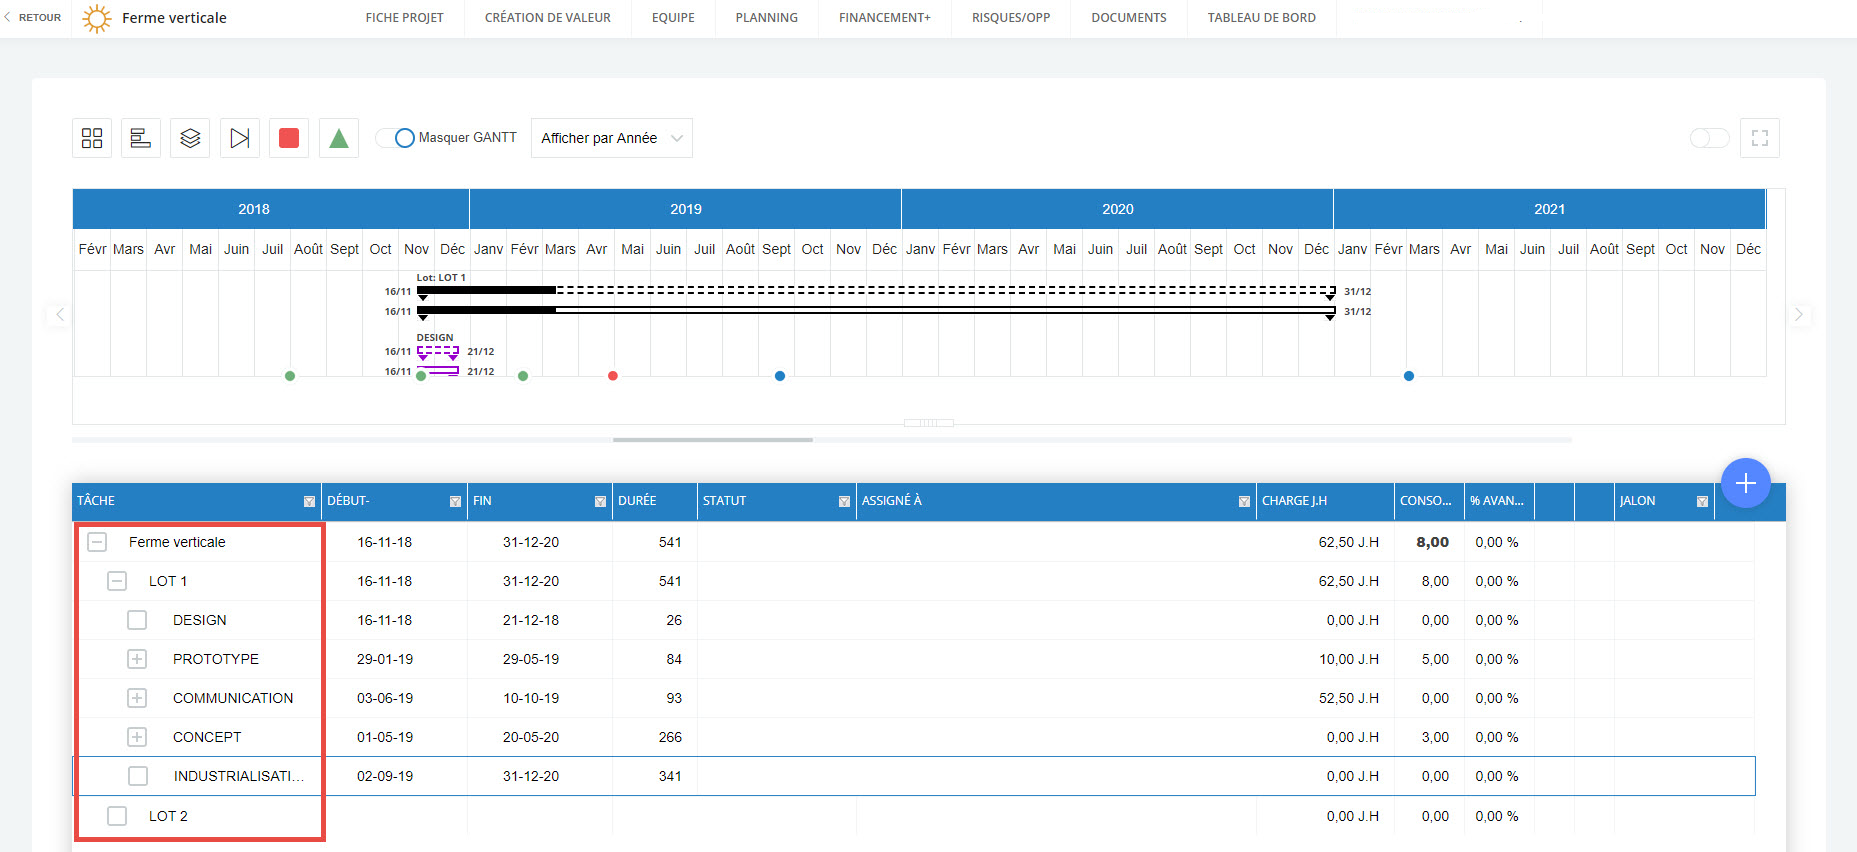 RETOUR Ferme verticale FICHE PROJET CRÉATION DE VALEUR EQUIPE PLANNING FINANCEMENT+ RISQUES/OPP DOCUMENTS TABLEAU DE BORD
Masquer GANTT Afficher par Année
2018 2019 2020 2021
Févr Mars Avr Mai Juin Juil Août Sept Oct Nov Déc Janv Févr Mars Avr Mai Juin Juil Août Sept Oct Nov Déc Janv Févr Mars Avr Mai Juin Juil Août Sept Oct Nov Déc Janv Févr Mars Avr Mai Juin Juil Août Sept Oct Nov Déc
Lot: LOT 1
16/11 31/12
16/11 31/12
DESIGN
16/11 21/12
16/11 21/12
TÂCHE DÉBUT- FIN DURÉE STATUT ASSIGNÉ À CHARGE J.H CONSO... % AVAN... JALON
Ferme verticale 16-11-18 31-12-20 541 62,50 J.H 8,00 0,00 %
LOT 1 16-11-18 31-12-20 541 62,50 J.H 8,00 0,00 %
DESIGN 16-11-18 21-12-18 26 0,00 J.H 0,00 0,00 %
PROTOTYPE 29-01-19 29-05-19 84 10,00 J.H 5,00 0,00 %
COMMUNICATION 03-06-19 10-10-19 93 52,50 J.H 0,00 0,00 %
CONCEPT 01-05-19 20-05-20 266 0,00 J.H 3,00 0,00 %
INDUSTRIALISATI... 02-09-19 31-12-20 341 0,00 J.H 0,00 0,00 %
LOT 2 0,00 J.H 0,00 0,00 %